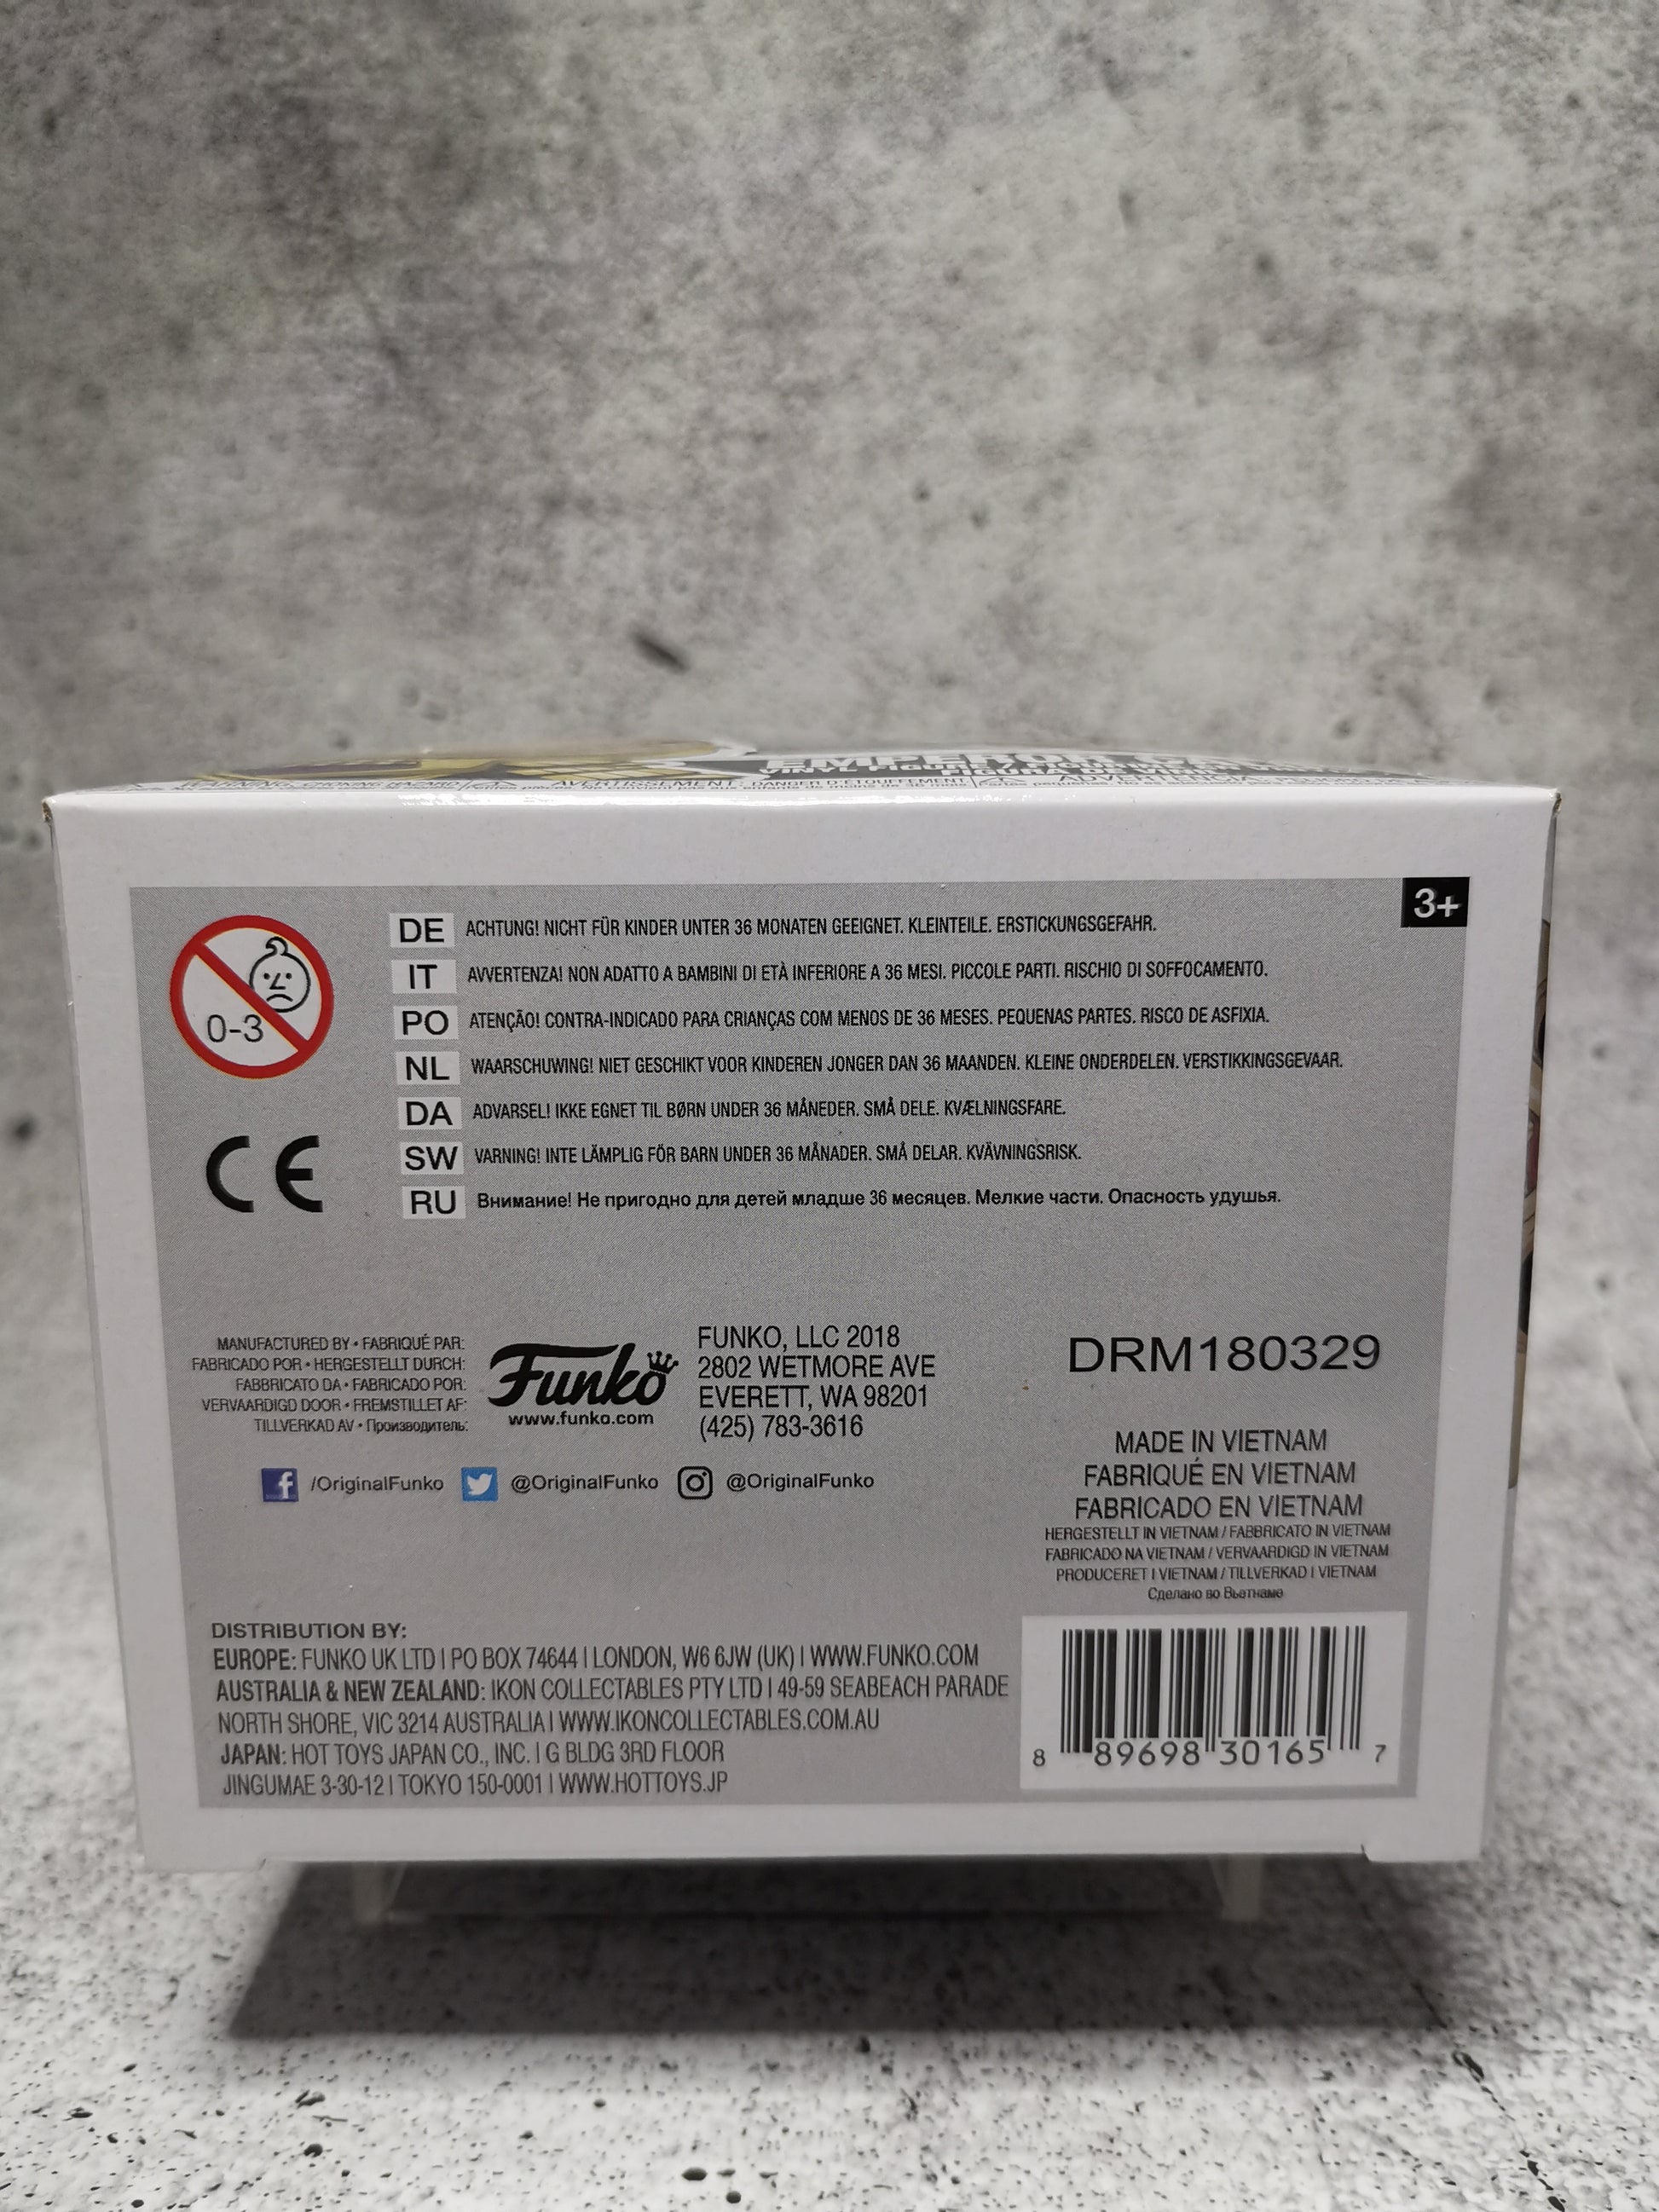 WARNING: CHOKING HAZARD
AVERTISSEMENT: DANGER D'ÉTOUFFEMENT
3+
0-3
DE ACHTUNG! NICHT FÜR KINDER UNTER 36 MONATEN GEEIGNET. KLEINTEILE. ERSTICKUNGSGEFAHR.
IT AVVERTENZA! NON ADATTO A BAMBINI DI ETÀ INFERIORE A 36 MESI. PICCOLE PARTI. RISCHIO DI SOFFOCAMENTO.
PO ATENÇÃO! CONTRA-INDICADO PARA CRIANÇAS COM MENOS DE 36 MESES. PEQUENAS PARTES. RISCO DE ASFIXIA.
NL WAARSCHUWING! NIET GESCHIKT VOOR KINDEREN JONGER DAN 36 MAANDEN. KLEINE ONDERDELEN. VERSTIKKINGSGEVAAR.
DA ADVARSEL! IKKE EGNET TIL BØRN UNDER 36 MÅNEDER. SMÅ DELE. KVÆLNINGSFARE.
SW VARNING! INTE LÄMPLIG FÖR BARN UNDER 36 MÅNADER. SMÅ DELAR. KVÄVNINGSRISK.
RU Внимание! Не пригодно для детей младше 36 месяцев. Мелкие части. Опасность удушья.
CE
MANUFACTURED BY • FABRIQUÉ PAR:
FABRICADO POR • HERGESTELLT DURCH:
FABBRICATO DA • FABRICADO POR:
VERVAARDIGD DOOR • FREMSTILLET AF:
TILLVERKAD AV • Производитель:
Funko
www.funko.com
FUNKO, LLC 2018
2802 WETMORE AVE
EVERETT, WA 98201
(425) 783-3616
/OriginalFunko @OriginalFunko @OriginalFunko
DRM180329
MADE IN VIETNAM
FABRIQUÉ EN VIETNAM
FABRICADO EN VIETNAM
HERGESTELLT IN VIETNAM / FABBRICATO IN VIETNAM
FABRICADO NA VIETNAM / VERVAARDIGD IN VIETNAM
PRODUCERET I VIETNAM / TILLVERKAD I VIETNAM
Сделано во Вьетнаме
DISTRIBUTION BY:
EUROPE: FUNKO UK LTD | PO BOX 74644 | LONDON, W6 6JW (UK) | WWW.FUNKO.COM
AUSTRALIA & NEW ZEALAND: IKON COLLECTABLES PTY LTD | 49-59 SEABEACH PARADE
NORTH SHORE, VIC 3214 AUSTRALIA | WWW.IKONCOLLECTABLES.COM.AU
JAPAN: HOT TOYS JAPAN CO., INC. | G BLDG 3RD FLOOR
JINGUMAE 3-30-12 | TOKYO 150-0001 | WWW.HOTTOYS.JP
8 89698 30165 7